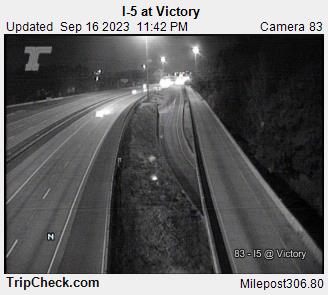 I-5 at Victory
Updated Sep 16 2023 11:42 PM Camera 83
T
N
83 - I5 @ Victory
TripCheck.com Milepost306.80